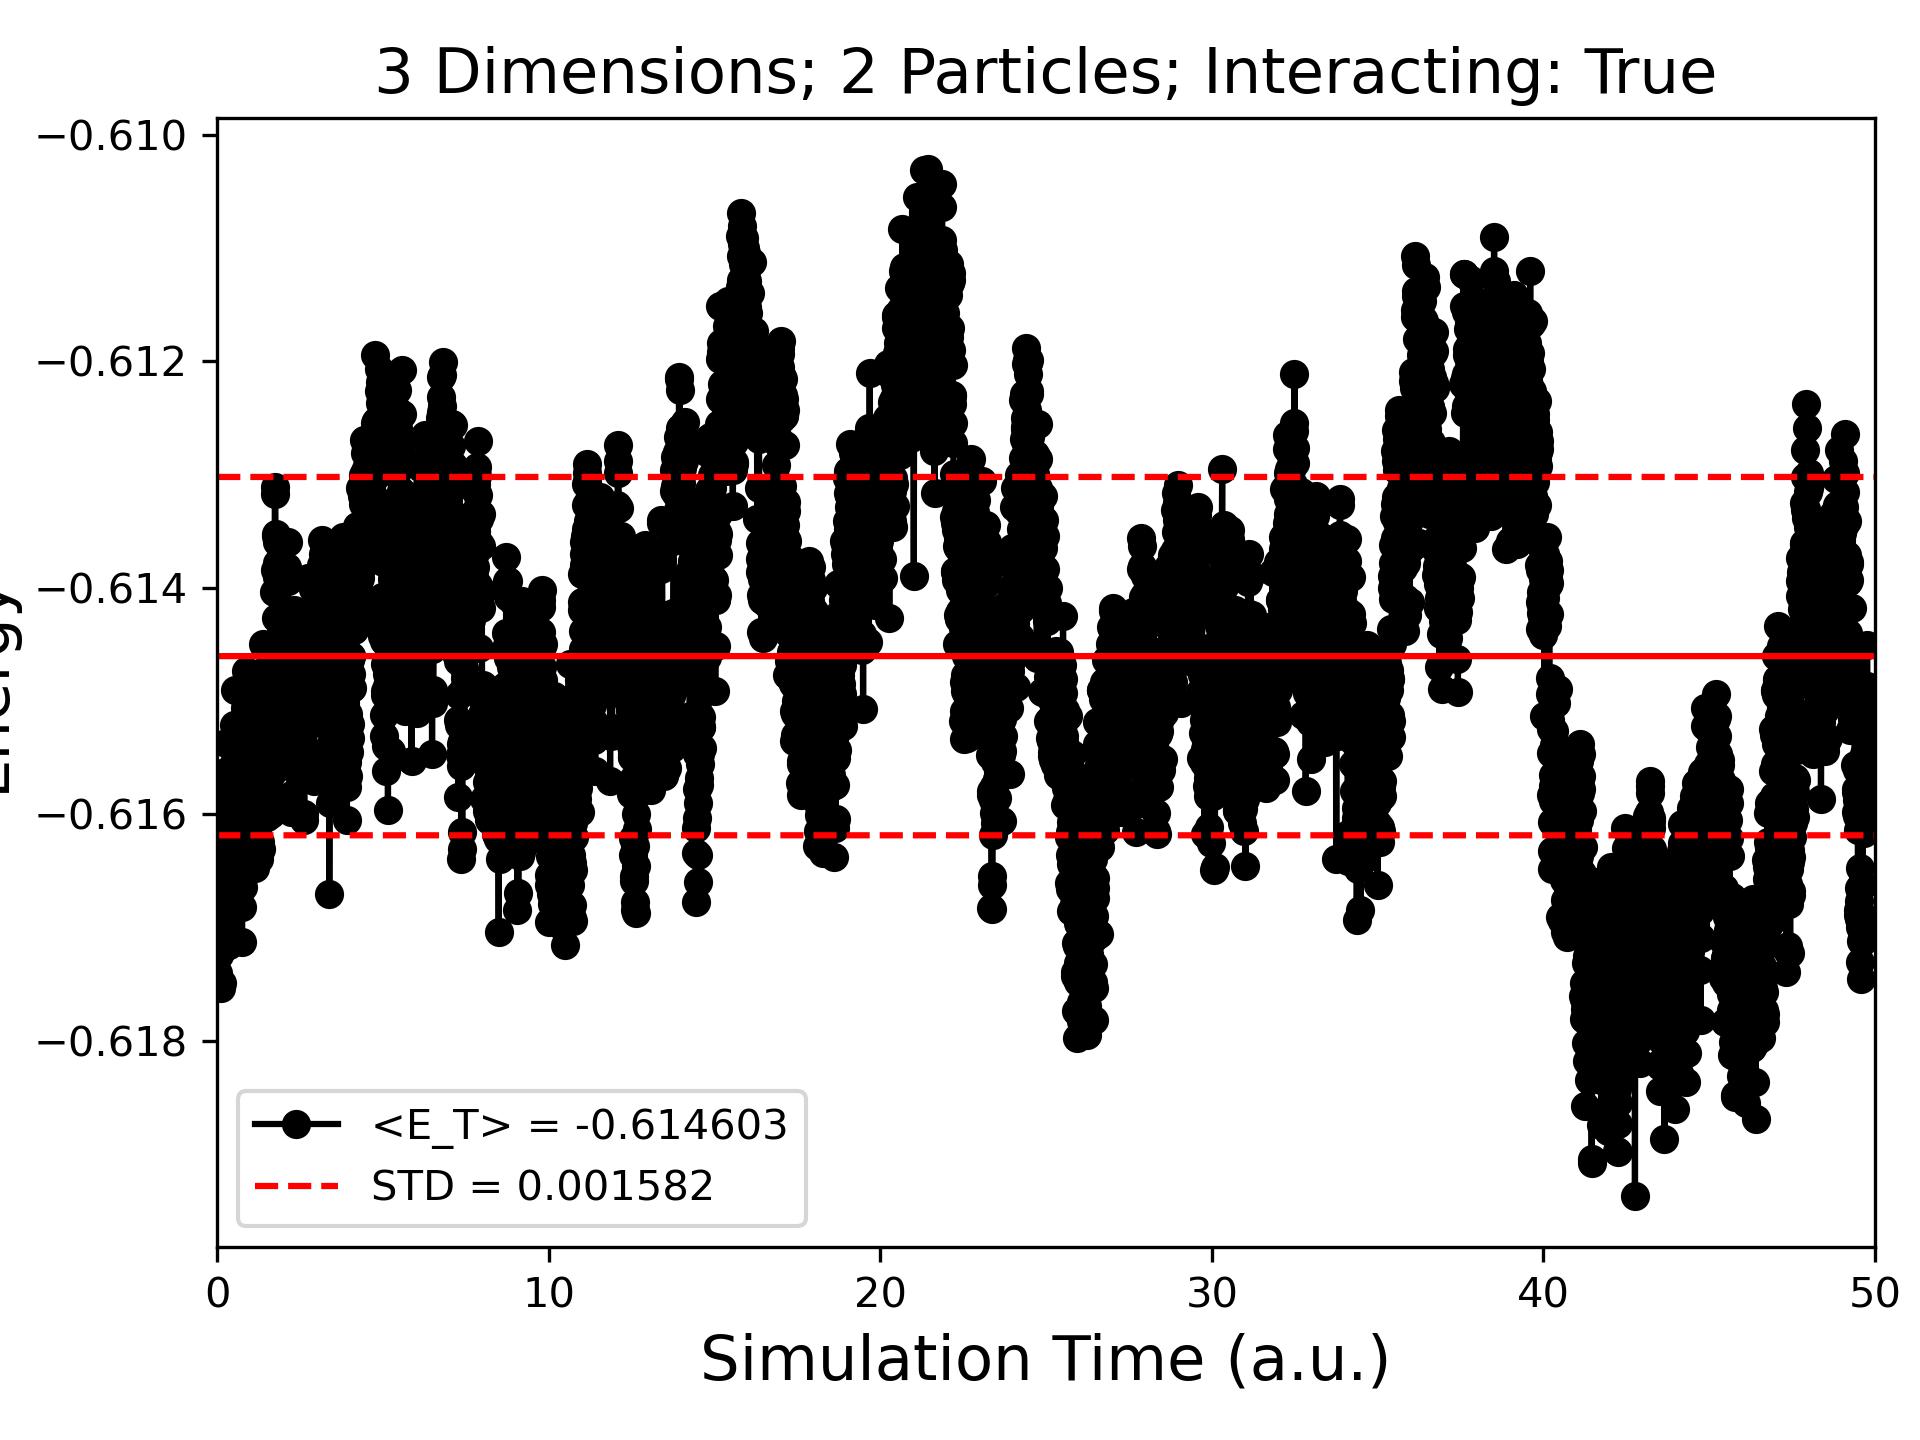 3 Dimensions; 2 Particles; Interacting: True
−0.610
−0.612
−0.614
−0.616
−0.618
<E_T> = -0.614603
STD = 0.001582
0 10 20 30 40 50
Simulation Time (a.u.)